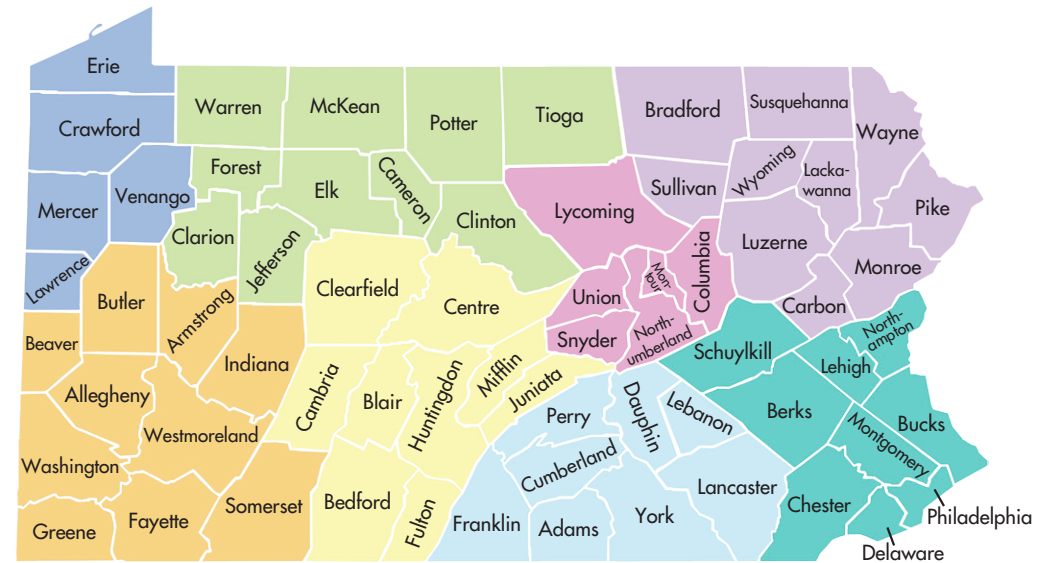 Erie
Warren
McKean
Potter
Tioga
Bradford
Susquehanna
Wayne
Crawford
Forest
Elk
Cameron
Sullivan
Wyoming
Lacka-
wanna
Pike
Mercer
Venango
Clarion
Jefferson
Clinton
Lycoming
Luzerne
Monroe
Lawrence
Butler
Armstrong
Clearfield
Centre
Union
Mon-
tour
Columbia
Carbon
Beaver
Indiana
Snyder
North-
umberland
Schuylkill
North-
ampton
Lehigh
Allegheny
Cambria
Blair
Huntingdon
Mifflin
Juniata
Perry
Dauphin
Lebanon
Berks
Bucks
Montgomery
Washington
Westmoreland
Cumberland
Lancaster
Greene
Fayette
Somerset
Bedford
Fulton
Franklin
Adams
York
Chester
Philadelphia
Delaware